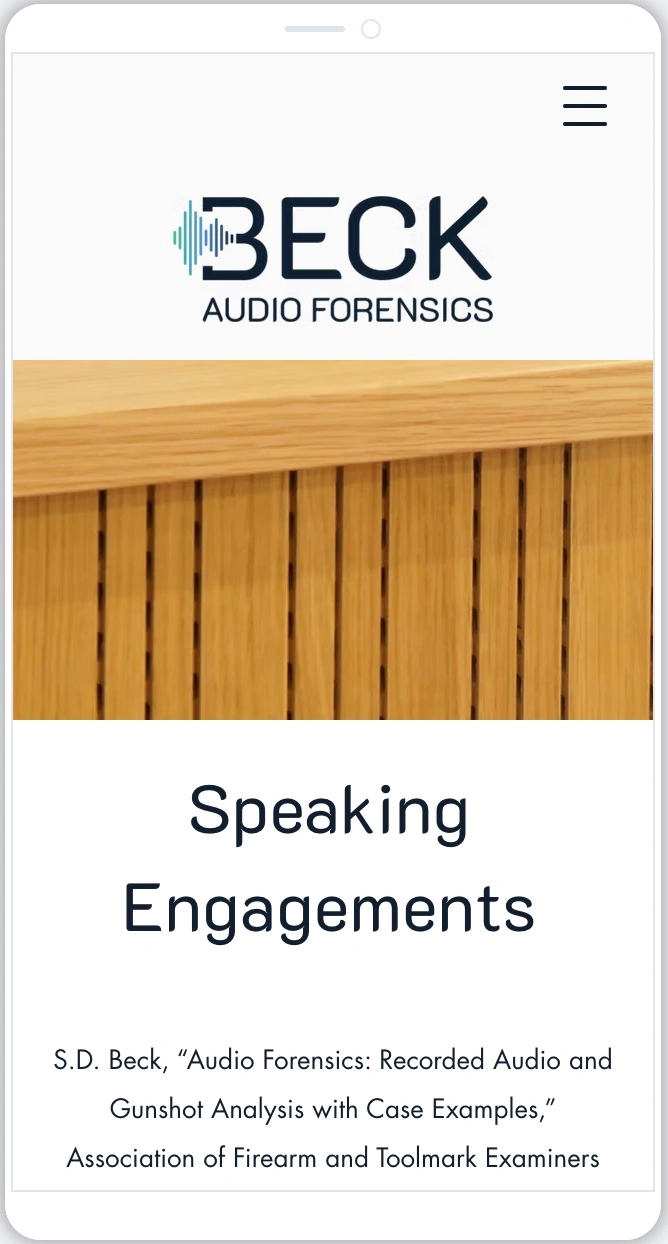 BECK
AUDIO FORENSICS
Speaking
Engagements
S.D. Beck, “Audio Forensics: Recorded Audio and
Gunshot Analysis with Case Examples,”
Association of Firearm and Toolmark Examiners